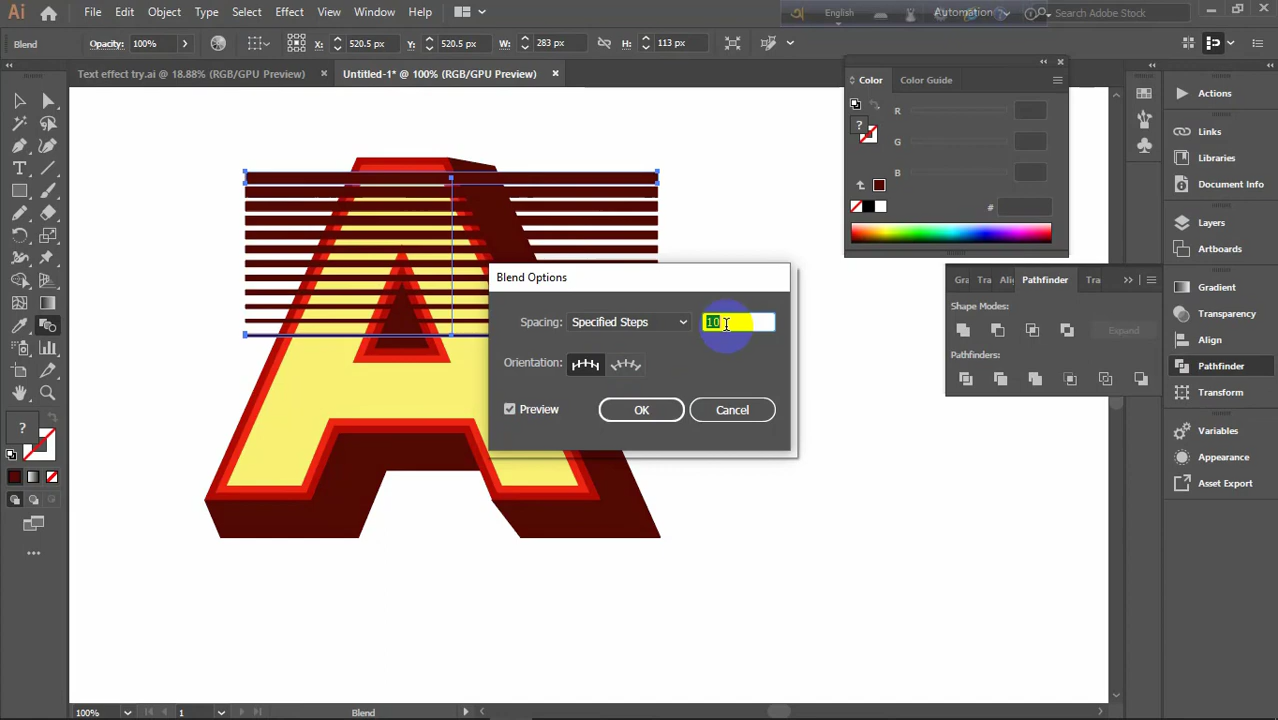 Ai File Edit Object Type Select Effect View Window Help English Automation Search Adobe Stock
Blend Opacity: 100% X: 520.5 px Y: 520.5 px W: 283 px H: 113 px
Text effect try.ai @ 18.88% (RGB/GPU Preview) × Untitled-1* @ 100% (RGB/GPU Preview) ×
Color Color Guide
R
G
B
#
Actions
Links
Libraries
Document Info
Layers
Artboards
Gradient
Transparency
Align
Pathfinder
Transform
Variables
Appearance
Asset Export
Gra Tra Pathfinder Tra
Shape Modes:
Expand
Pathfinders:
A
Blend Options
Spacing: Specified Steps 10
Orientation:
Preview OK Cancel
?
?
100% 1 Blend